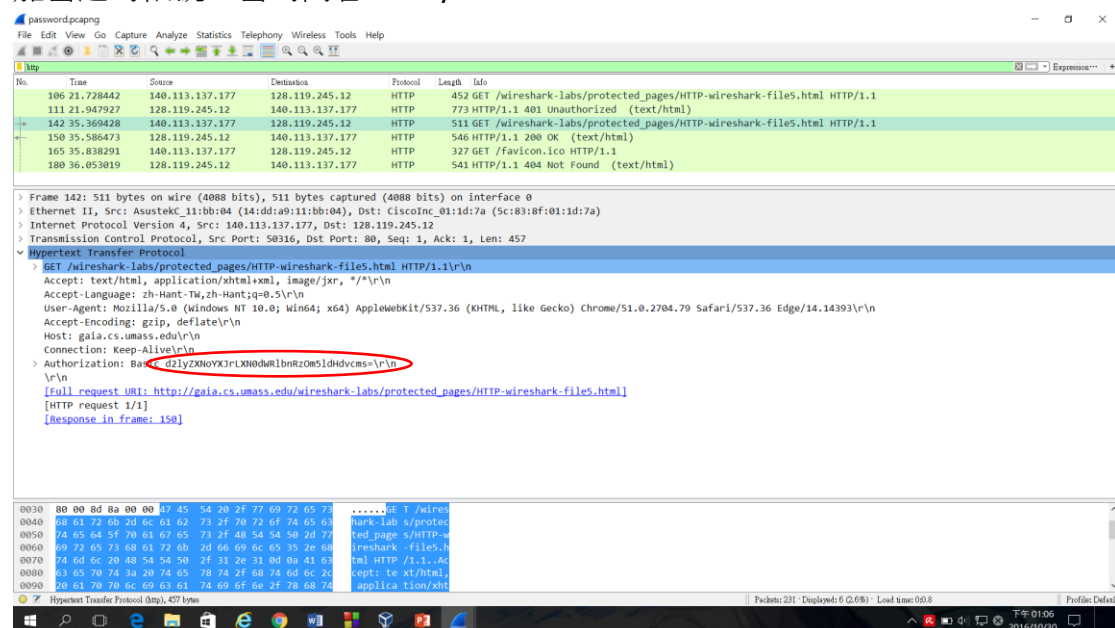 password.pcapng
File Edit View Go Capture Analyze Statistics Telephony Wireless Tools Help
http
Expression…
No. Time Source Destination Protocol Length Info
106 21.728442 140.113.137.177 128.119.245.12 HTTP 452 GET /wireshark-labs/protected_pages/HTTP-wireshark-file5.html HTTP/1.1
111 21.947927 128.119.245.12 140.113.137.177 HTTP 773 HTTP/1.1 401 Unauthorized (text/html)
142 35.369428 140.113.137.177 128.119.245.12 HTTP 511 GET /wireshark-labs/protected_pages/HTTP-wireshark-file5.html HTTP/1.1
150 35.586473 128.119.245.12 140.113.137.177 HTTP 546 HTTP/1.1 200 OK (text/html)
165 35.838291 140.113.137.177 128.119.245.12 HTTP 327 GET /favicon.ico HTTP/1.1
180 36.053019 128.119.245.12 140.113.137.177 HTTP 541 HTTP/1.1 404 Not Found (text/html)
Frame 142: 511 bytes on wire (4088 bits), 511 bytes captured (4088 bits) on interface 0
Ethernet II, Src: AsustekC_11:bb:04 (14:dd:a9:11:bb:04), Dst: CiscoInc_01:1d:7a (5c:83:8f:01:1d:7a)
Internet Protocol Version 4, Src: 140.113.137.177, Dst: 128.119.245.12
Transmission Control Protocol, Src Port: 50316, Dst Port: 80, Seq: 1, Ack: 1, Len: 457
Hypertext Transfer Protocol
GET /wireshark-labs/protected_pages/HTTP-wireshark-file5.html HTTP/1.1\r\n
Accept: text/html, application/xhtml+xml, image/jxr, */*\r\n
Accept-Language: zh-Hant-TW,zh-Hant;q=0.5\r\n
User-Agent: Mozilla/5.0 (Windows NT 10.0; Win64; x64) AppleWebKit/537.36 (KHTML, like Gecko) Chrome/51.0.2704.79 Safari/537.36 Edge/14.14393\r\n
Accept-Encoding: gzip, deflate\r\n
Host: gaia.cs.umass.edu\r\n
Connection: Keep-Alive\r\n
Authorization: Basic d2lyZXNoYXJrLXN0dWRlbnRzOm5ldHdvcms=\r\n
\r\n
[Full request URI: http://gaia.cs.umass.edu/wireshark-labs/protected_pages/HTTP-wireshark-file5.html]
[HTTP request 1/1]
[Response in frame: 150]
0030 80 00 8d 8a 00 00 47 45 54 20 2f 77 69 72 65 73 ......GE T /wires
0040 68 61 72 6b 2d 6c 61 62 73 2f 70 72 6f 74 65 63 hark-lab s/protec
0050 74 65 64 5f 70 61 67 65 73 2f 48 54 54 50 2d 77 ted_page s/HTTP-w
0060 69 72 65 73 68 61 72 6b 2d 66 69 6c 65 35 2e 68 ireshark -file5.h
0070 74 6d 6c 20 48 54 54 50 2f 31 2e 31 0d 0a 41 63 tml HTTP /1.1..Ac
0080 63 65 70 74 3a 20 74 65 78 74 2f 68 74 6d 6c 2c cept: te xt/html,
0090 20 61 70 70 6c 69 63 61 74 69 6f 6e 2f 78 68 74 applica tion/xht
Hypertext Transfer Protocol (http), 457 bytes
Packets: 231 · Displayed: 6 (2.6%) · Load time: 0:0.8
Profile: Defaul
下午 01:06
2016/10/30